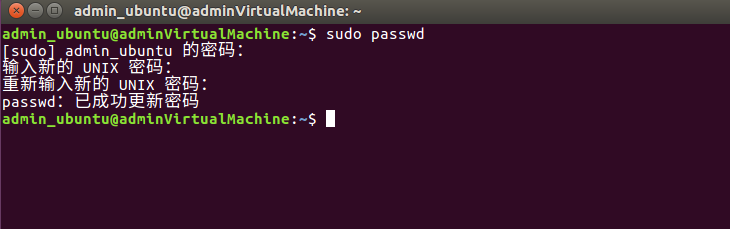 admin_ubuntu@adminVirtualMachine: ~
admin_ubuntu@adminVirtualMachine:~$ sudo passwd
[sudo] admin_ubuntu 的密码：
输入新的 UNIX 密码：
重新输入新的 UNIX 密码：
passwd：已成功更新密码
admin_ubuntu@adminVirtualMachine:~$